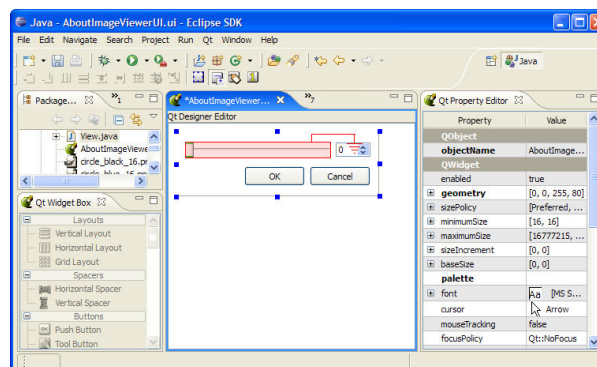 Java - AboutImageViewerUI.ui - Eclipse SDK
File Edit Navigate Search Project Run Qt Window Help
Java
Package...
»1
View.java
AboutImageViewe
circle_black_16.pr
*AboutImageViewer...
»7
Qt Designer Editor
0
OK Cancel
Qt Widget Box
Layouts
Vertical Layout
Horizontal Layout
Grid Layout
Spacers
Horizontal Spacer
Vertical Spacer
Buttons
Push Button
Tool Button
Qt Property Editor
Property Value
QObject
objectName AboutImage...
QWidget
enabled true
geometry [0, 0, 255, 80]
sizePolicy [Preferred, ...
minimumSize [16, 16]
maximumSize [16777215, ...
sizeIncrement [0, 0]
baseSize [0, 0]
palette
font Aa [MS S...
cursor Arrow
mouseTracking false
focusPolicy Qt::NoFocus